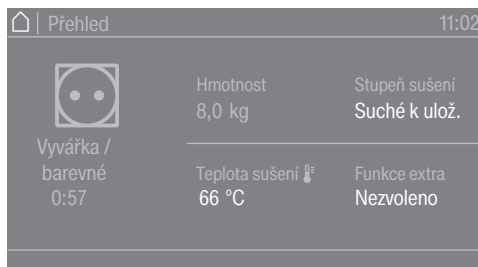 Přehled
11:02
Hmotnost
8,0 kg
Stupeň sušení
Suché k ulož.
Vyvářka /
barevné
0:57
Teplota sušení
66 °C
Funkce extra
Nezvoleno